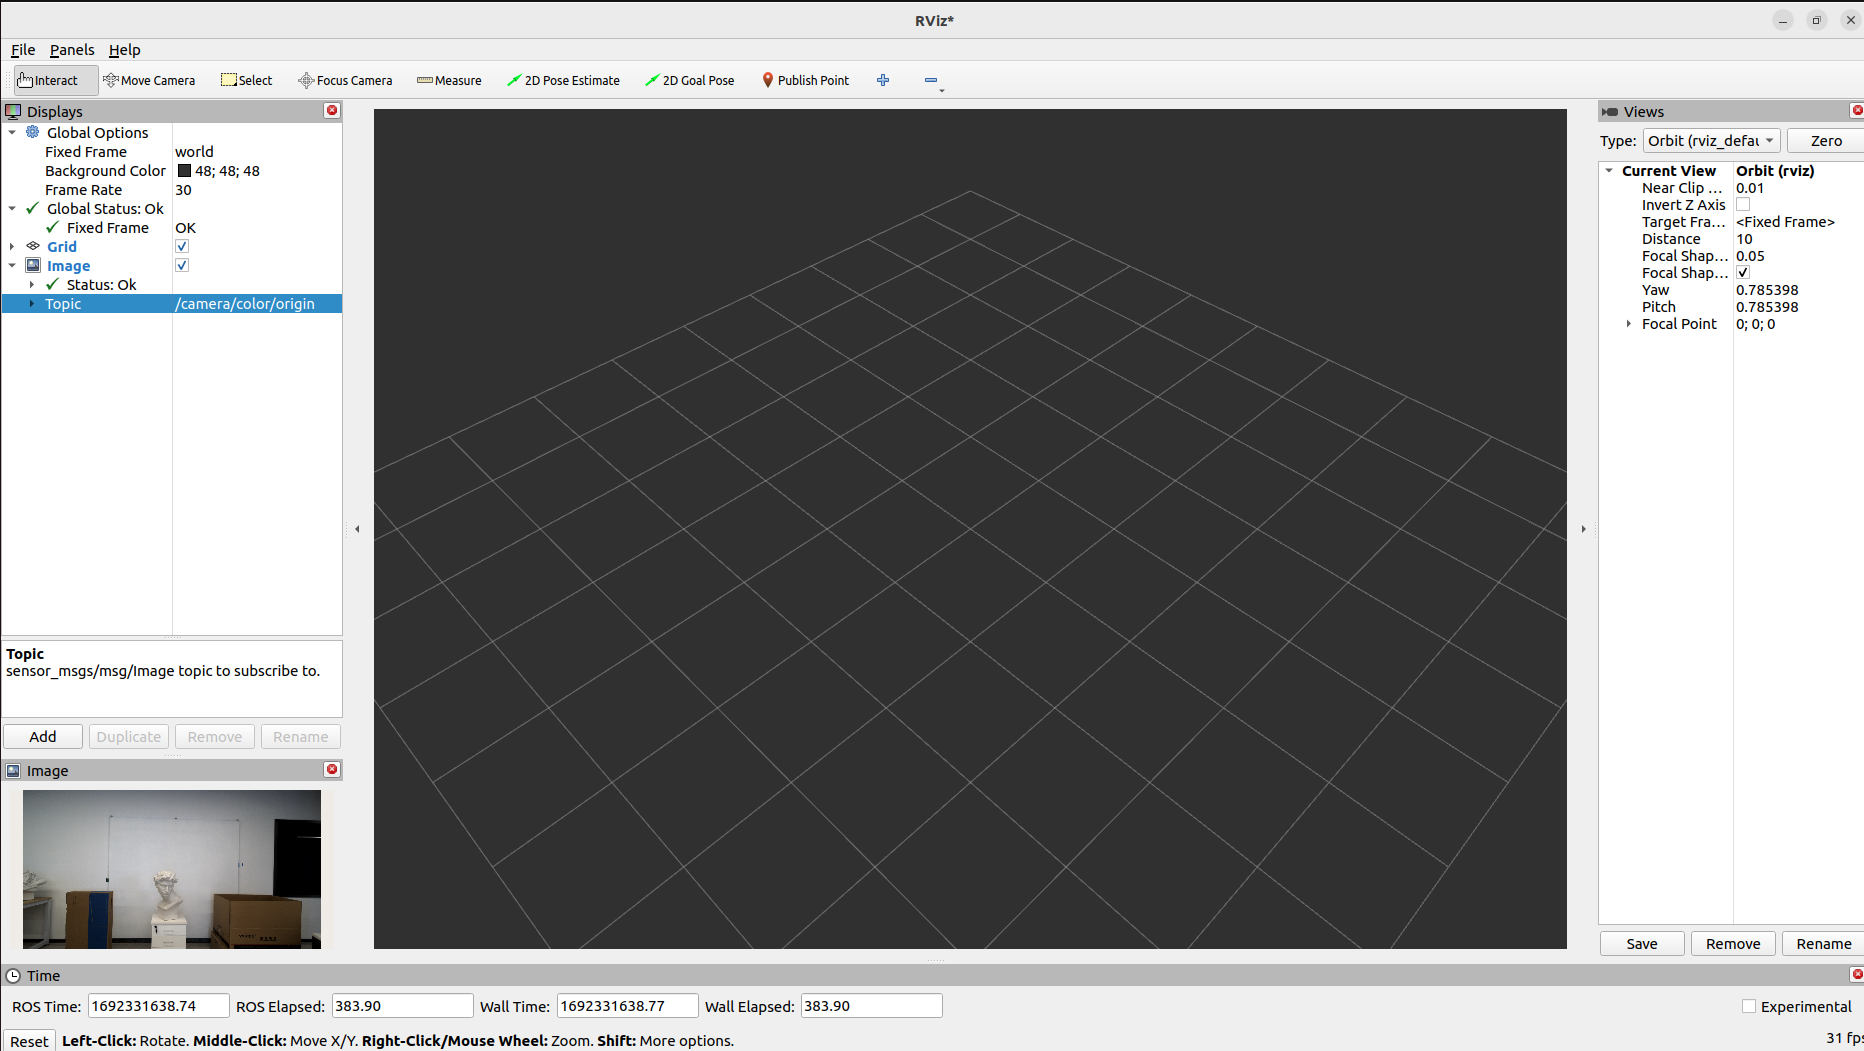 RViz*
File Panels Help
Interact Move Camera Select Focus Camera Measure 2D Pose Estimate 2D Goal Pose Publish Point
Displays
Global Options
Fixed Frame world
Background Color 48; 48; 48
Frame Rate 30
Global Status: Ok
Fixed Frame OK
Grid
Image
Status: Ok
Topic /camera/color/origin
Topic
sensor_msgs/msg/Image topic to subscribe to.
Add Duplicate Remove Rename
Image
Views
Type: Orbit (rviz_defau Zero
Current View Orbit (rviz)
Near Clip ... 0.01
Invert Z Axis
Target Fra... <Fixed Frame>
Distance 10
Focal Shap... 0.05
Focal Shap...
Yaw 0.785398
Pitch 0.785398
Focal Point 0; 0; 0
Save Remove Rename
Time
ROS Time: 1692331638.74 ROS Elapsed: 383.90 Wall Time: 1692331638.77 Wall Elapsed: 383.90 Experimental
Reset Left-Click: Rotate. Middle-Click: Move X/Y. Right-Click/Mouse Wheel: Zoom. Shift: More options. 31 fps